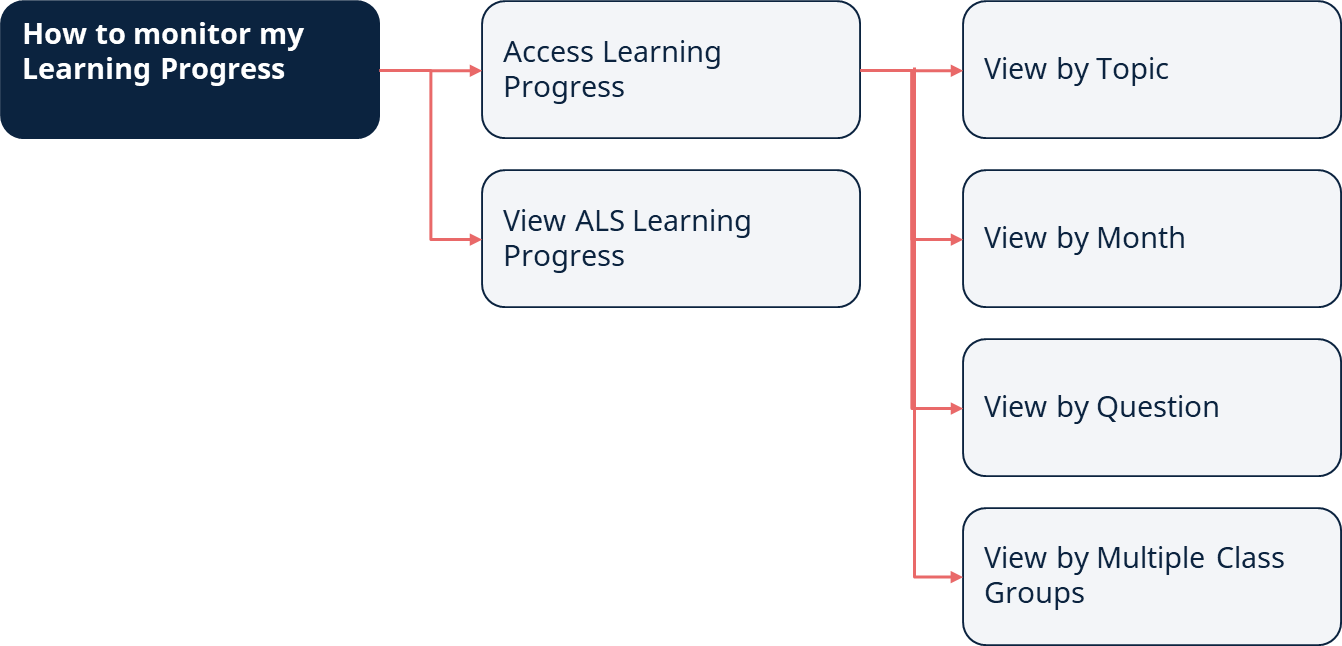 How to monitor my
Learning Progress
Access Learning
Progress
View by Topic
View ALS Learning
Progress
View by Month
View by Question
View by Multiple Class
Groups